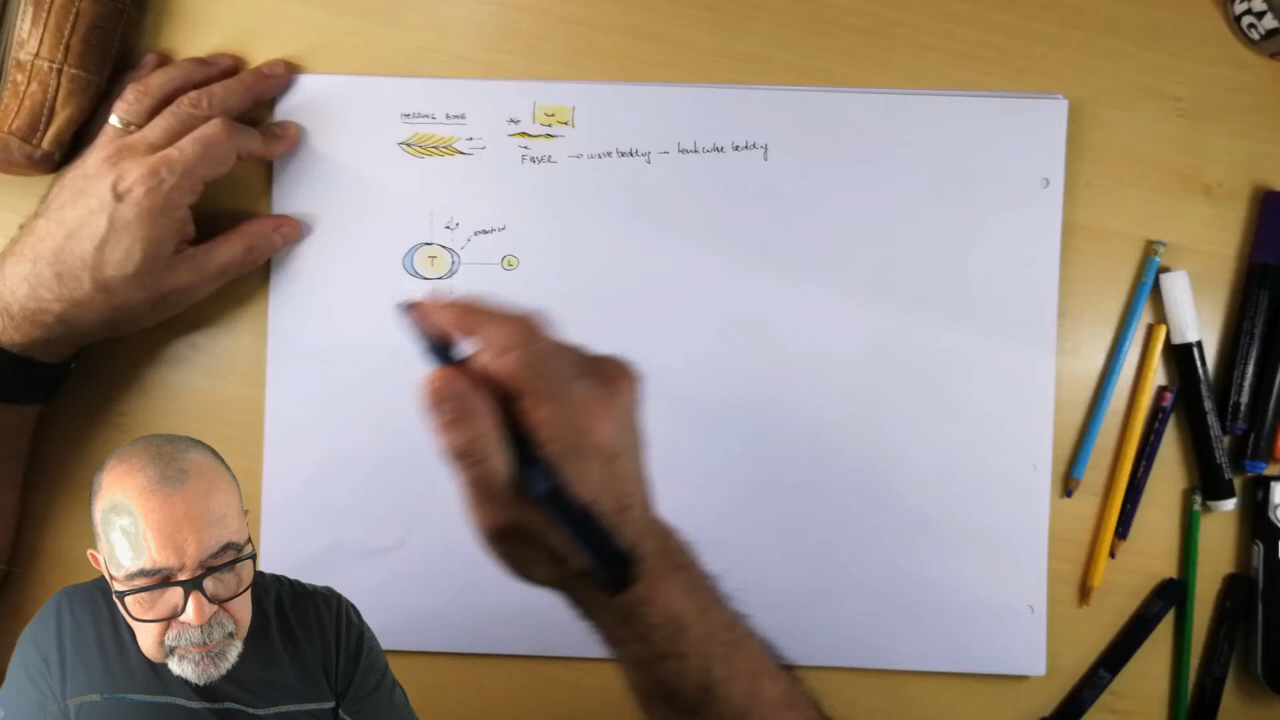 HERRING BONE
FASER → wave bedding – lenticular bedding
T
L